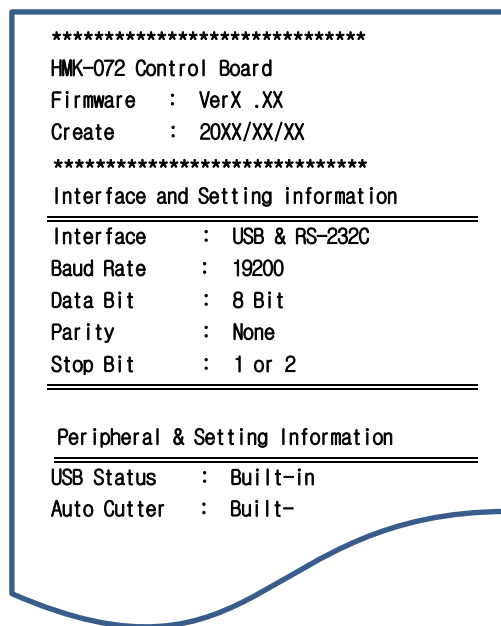 ******************************
HMK-072 Control Board
Firmware : VerX .XX
Create : 20XX/XX/XX
******************************
Interface and Setting information
Interface : USB & RS-232C
Baud Rate : 19200
Data Bit : 8 Bit
Parity : None
Stop Bit : 1 or 2
Peripheral & Setting Information
USB Status : Built-in
Auto Cutter : Built-